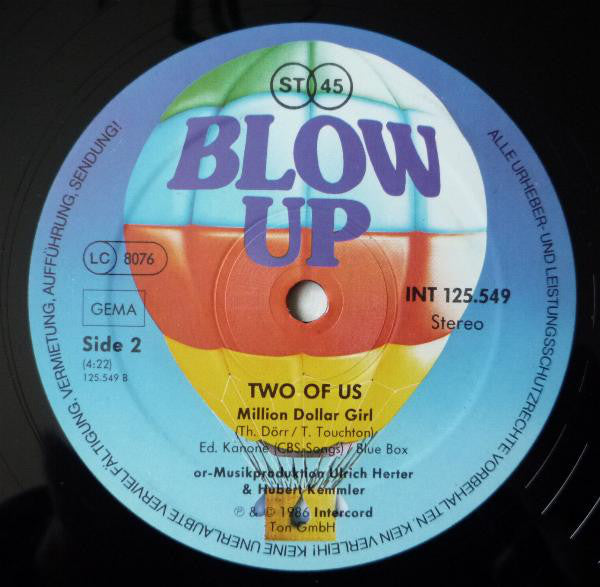 ST 45
BLOW
UP
LC 8076
GEMA
INT 125.549
Stereo
Side 2
(4:22)
125.549 B
TWO OF US
Million Dollar Girl
(Th. Dörr / T. Touchton)
Ed. Kanone (CBS-Songs) / Blue Box
or-Musikproduktion Ulrich Herter
& Hubert Kemmler
℗ & © 1986 Intercord
Ton GmbH
ALLE URHEBER- UND LEISTUNGSSCHUTZRECHTE VORBEHALTEN. KEIN VERLEIH! KEINE UNERLAUBTE VERVIELFÄLTIGUNG, VERMIETUNG, AUFFÜHRUNG, SENDUNG!